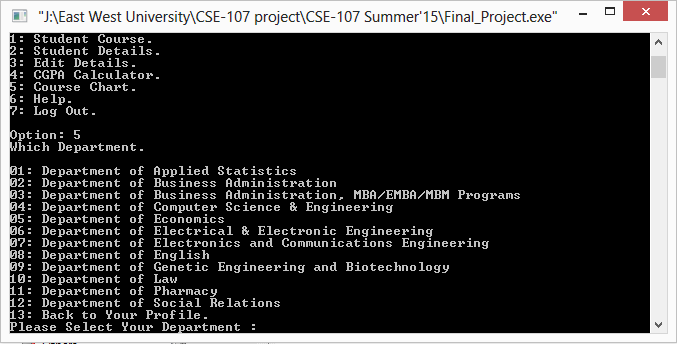 "J:\East West University\CSE-107 project\CSE-107 Summer'15\Final_Project.exe"
1: Student Course.
2: Student Details.
3: Edit Details.
4: CGPA Calculator.
5: Course Chart.
6: Help.
7: Log Out.
Option: 5
Which Department.
01: Department of Applied Statistics
02: Department of Business Administration
03: Department of Business Administration, MBA/EMBA/MBM Programs
04: Department of Computer Science & Engineering
05: Department of Economics
06: Department of Electrical & Electronic Engineering
07: Department of Electronics and Communications Engineering
08: Department of English
09: Department of Genetic Engineering and Biotechnology
10: Department of Law
11: Department of Pharmacy
12: Department of Social Relations
13: Back to Your Profile.
Please Select Your Department :